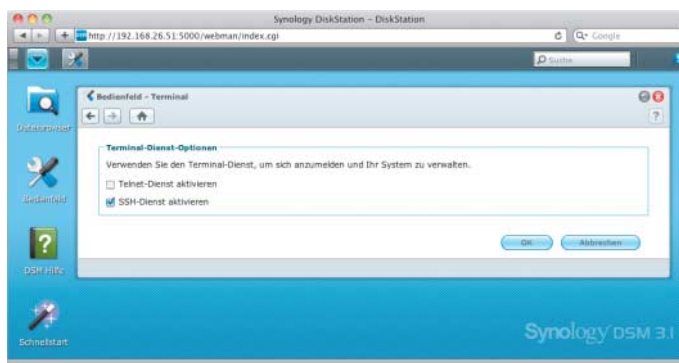 Synology DiskStation – DiskStation
http://192.168.26.51:5000/webman/index.cgi
Google
Suche
Dateibrowser
Bedienfeld
DSM Hilfe
Schnellstart
Bedienfeld – Terminal
Terminal-Dienst-Optionen
Verwenden Sie den Terminal-Dienst, um sich anzumelden und Ihr System zu verwalten.
Telnet-Dienst aktivieren
SSH-Dienst aktivieren
OK
Abbrechen
Synology DSM 3.1